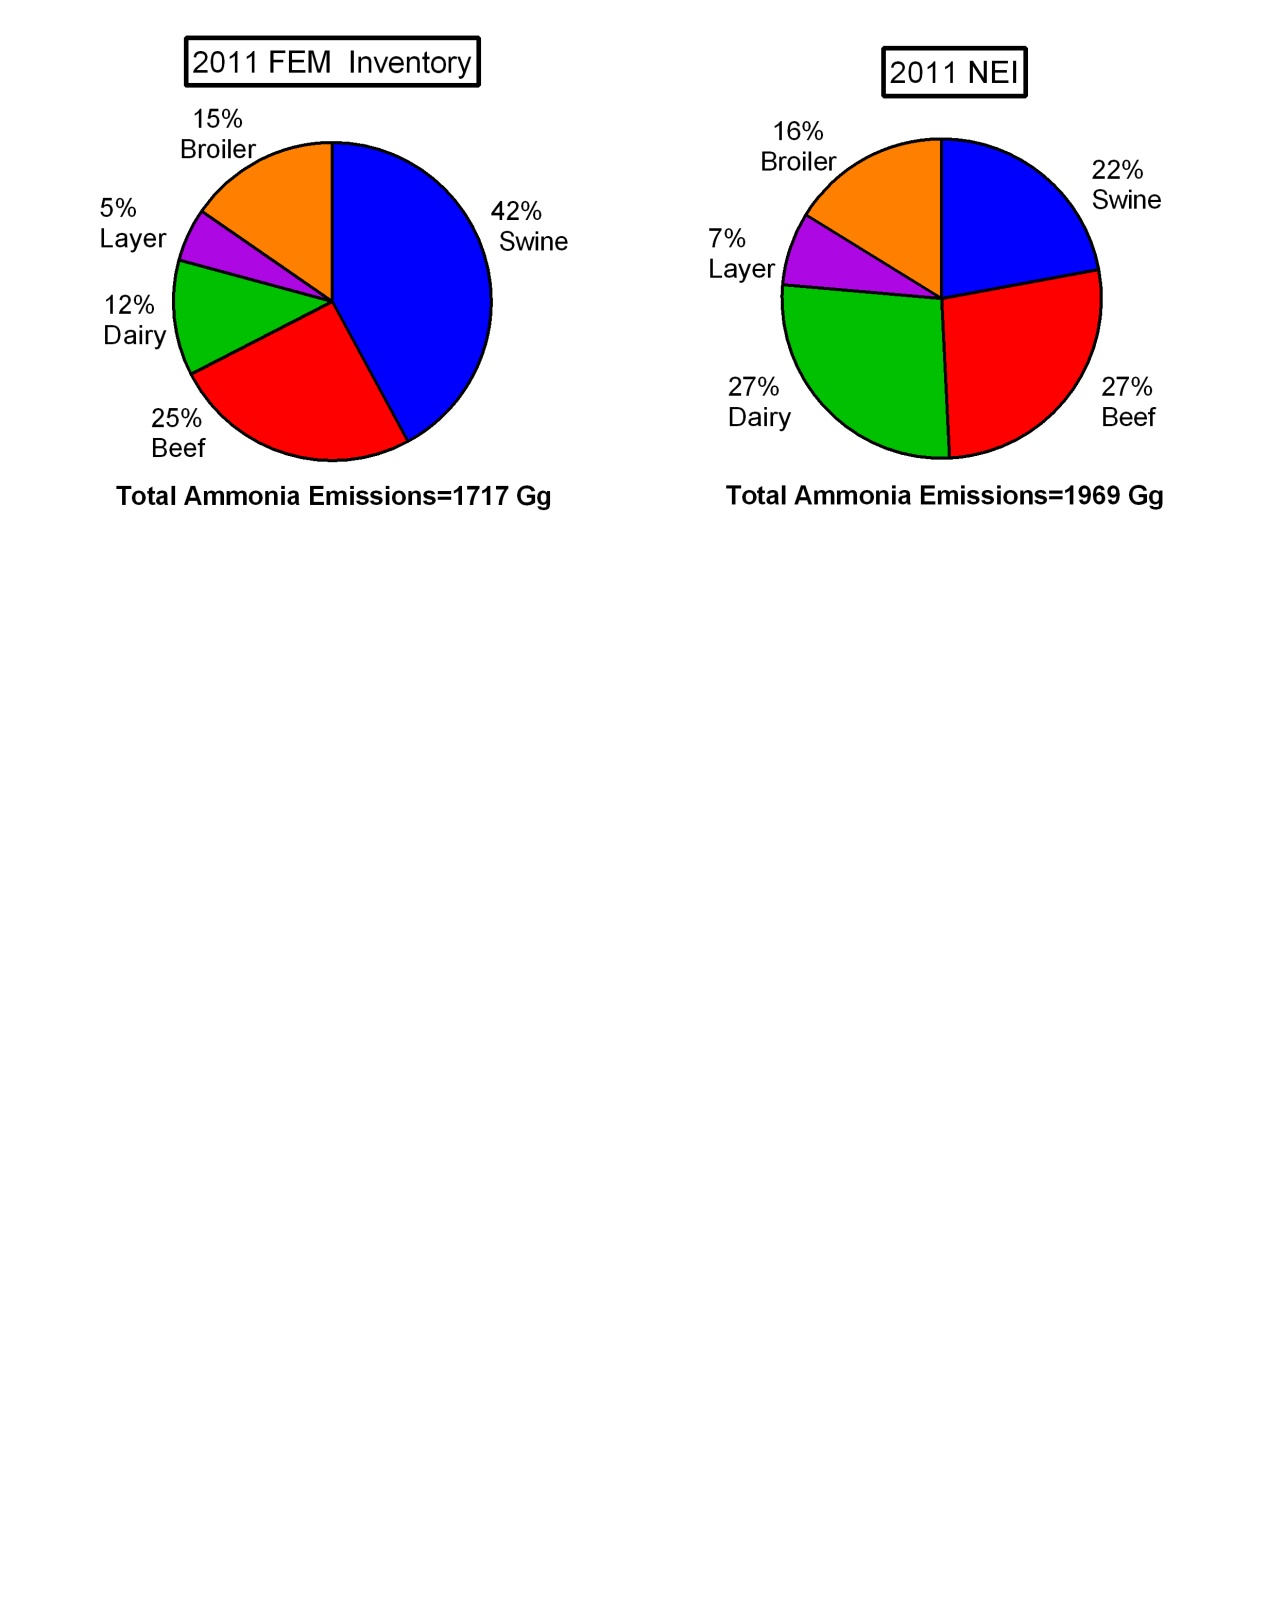 2011 FEM  Inventory
15%
Broiler
5%
Layer
42%
Swine
12%
Dairy
25%
Beef
Total Ammonia Emissions=1717 Gg
2011 NEI
16%
Broiler
22%
Swine
7%
Layer
27%
Dairy
27%
Beef
Total Ammonia Emissions=1969 Gg